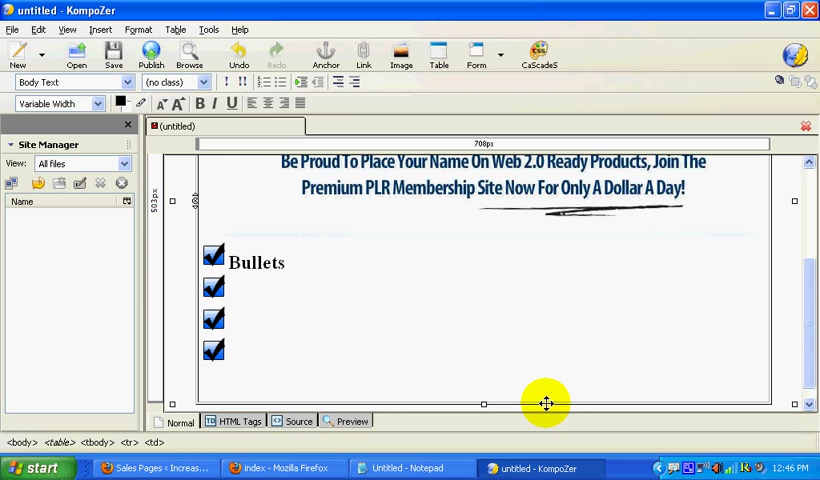 untitled - KompoZer
File Edit View Insert Format Table Tools Help
New Open Save Publish Browse Undo Redo Anchor Link Image Table Form CaScadeS
Body Text (no class) ! !!
Variable Width B I U
Site Manager
View: All files
Name
(untitled)
708px
503px
Be Proud To Place Your Name On Web 2.0 Ready Products, Join The
Premium PLR Membership Site Now For Only A Dollar A Day!
Bullets
Normal HTML Tags Source Preview
<body> <table> <tbody> <tr> <td>
start Sales Pages ‹ Increas... index - Mozilla Firefox Untitled - Notepad untitled - KompoZer 12:46 PM